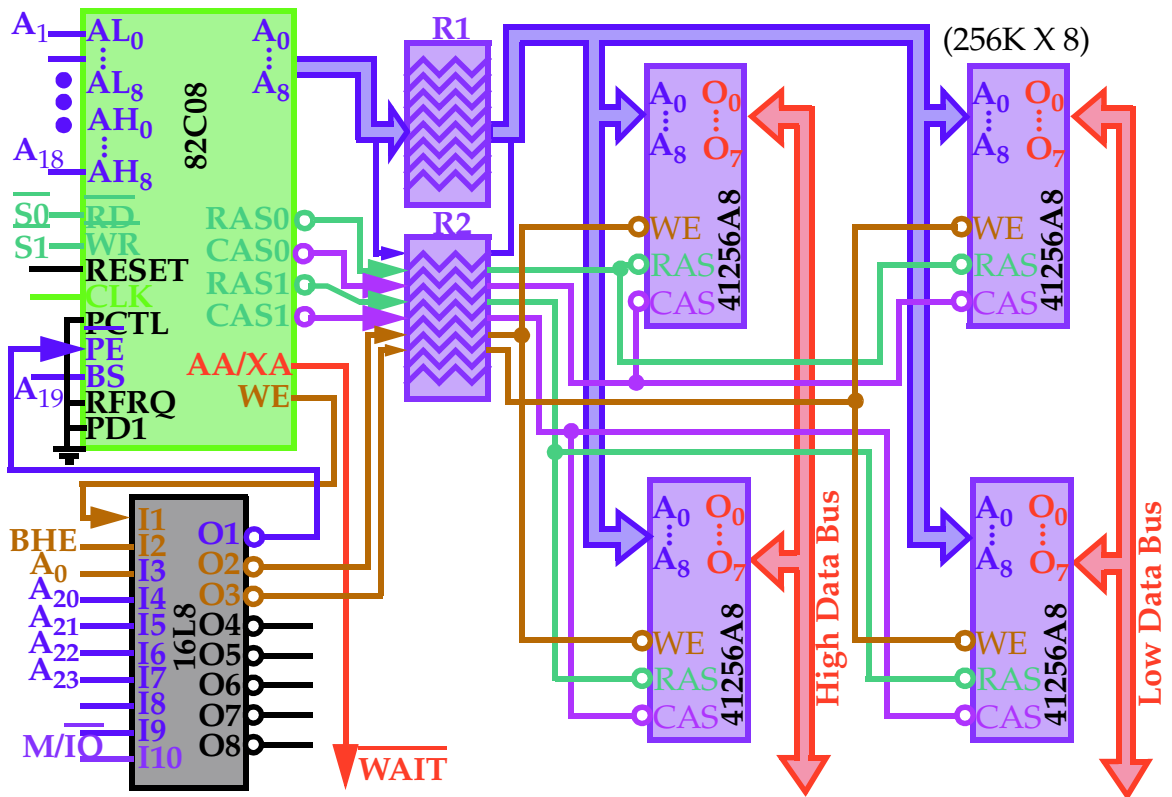 A1
AL0
AL8
AH0
A18
AH8
A0
A8
82C08
S0
RD
S1
WR
RESET
CLK
PCTL
PE
BS
A19
RFRQ
PD1
RAS0
CAS0
RAS1
CAS1
AA/XA
WE
R1
R2
(256K X 8)
A0
A8
O0
O7
WE
RAS
CAS
41256A8
A0
A8
O0
O7
WE
RAS
CAS
41256A8
A0
A8
O0
O7
WE
RAS
CAS
41256A8
A0
A8
O0
O7
WE
RAS
CAS
41256A8
High Data Bus
Low Data Bus
BHE
A0
A20
A21
A22
A23
M/IO
I1
I2
I3
I4
I5
I6
I7
I8
I9
I10
16L8
O1
O2
O3
O4
O5
O6
O7
O8
WAIT